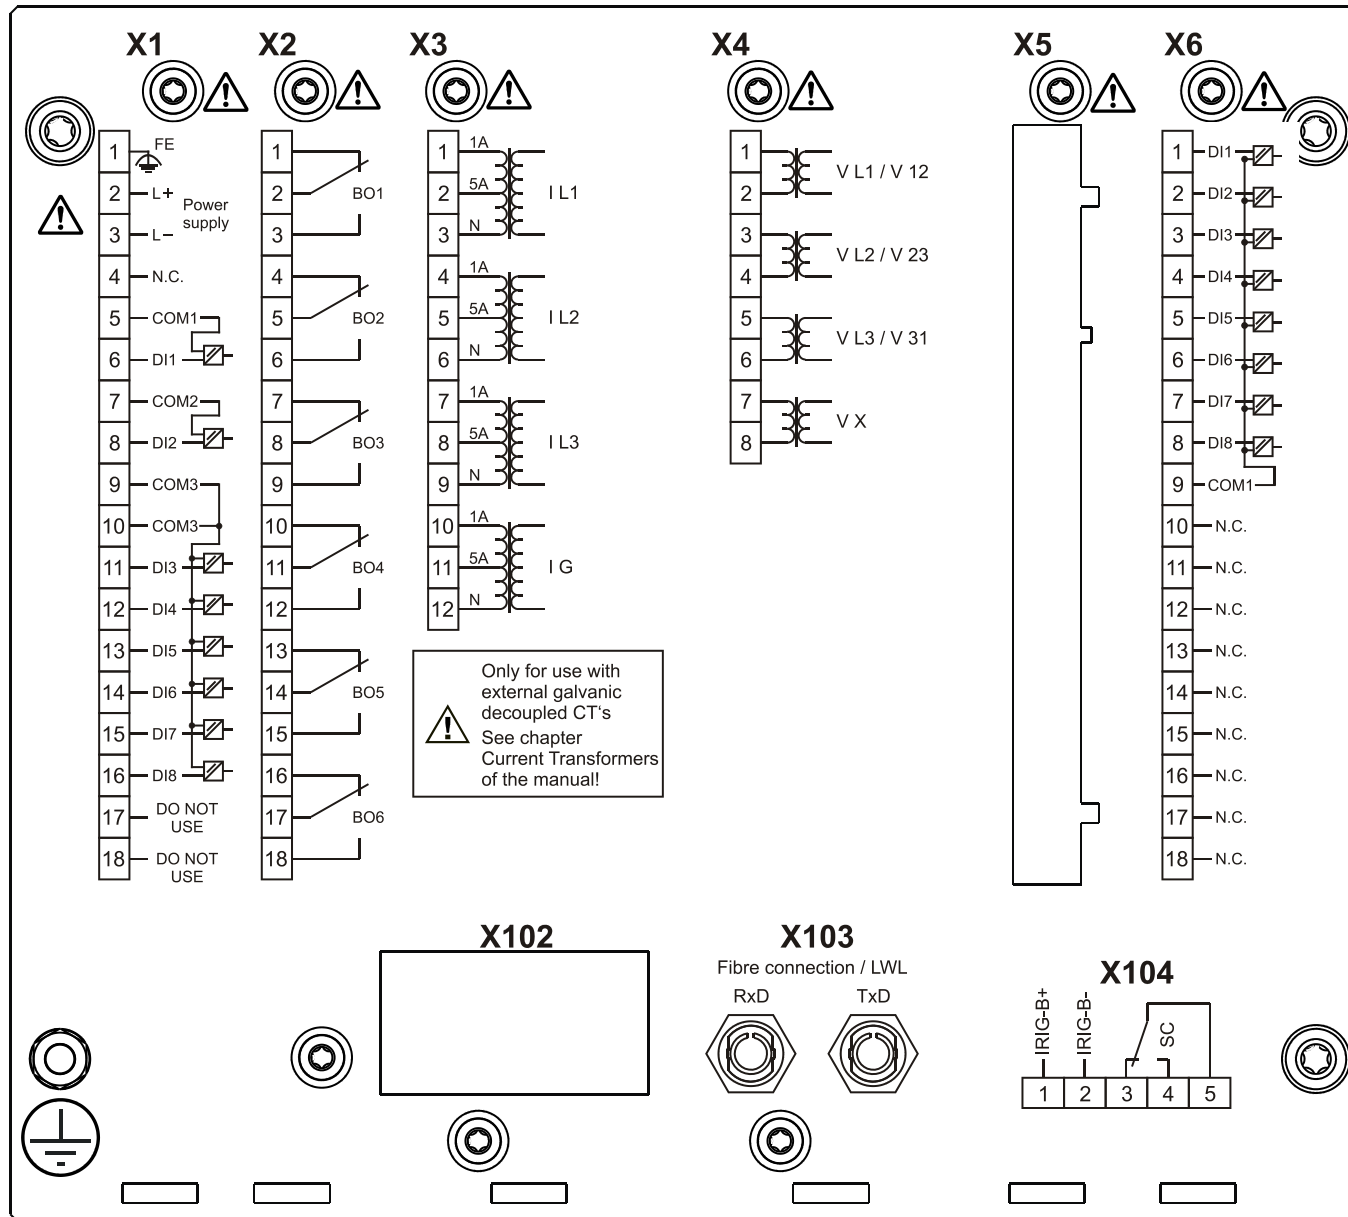 X1 X2 X3 X4 X5 X6
1 FE
2 L+
3 L−
Power
supply
4 N.C.
5 COM1
6 DI1
7 COM2
8 DI2
9 COM3
10 COM3
11 DI3
12 DI4
13 DI5
14 DI6
15 DI7
16 DI8
17 DO NOT
USE
18 DO NOT
USE
1
2 BO1
3
4
5 BO2
6
7
8 BO3
9
10
11 BO4
12
13
14 BO5
15
16
17 BO6
18
1 1A
2 5A I L1
3 N
4 1A
5 5A I L2
6 N
7 1A
8 5A I L3
9 N
10 1A
11 5A I G
12 N
Only for use with
external galvanic
decoupled CT‘s
See chapter
Current Transformers
of the manual!
1
V L1 / V 12
2
3
V L2 / V 23
4
5
V L3 / V 31
6
7
V X
8
1 DI1
2 DI2
3 DI3
4 DI4
5 DI5
6 DI6
7 DI7
8 DI8
9 COM1
10 N.C.
11 N.C.
12 N.C.
13 N.C.
14 N.C.
15 N.C.
16 N.C.
17 N.C.
18 N.C.
X102
X103
Fibre connection / LWL
RxD TxD
X104
IRIG-B+
IRIG-B-
SC
1 2 3 4 5